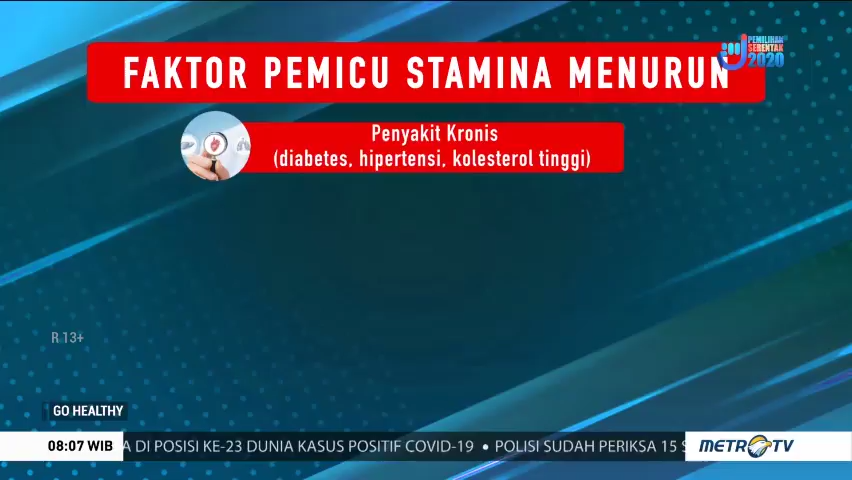 FAKTOR PEMICU STAMINA MENURUN
PEMILIHAN
SERENTAK
2020
Penyakit Kronis
(diabetes, hipertensi, kolesterol tinggi)
R 13+
GO HEALTHY
08:07 WIB
A DI POSISI KE-23 DUNIA KASUS POSITIF COVID-19 • POLISI SUDAH PERIKSA 15 S
METRO TV